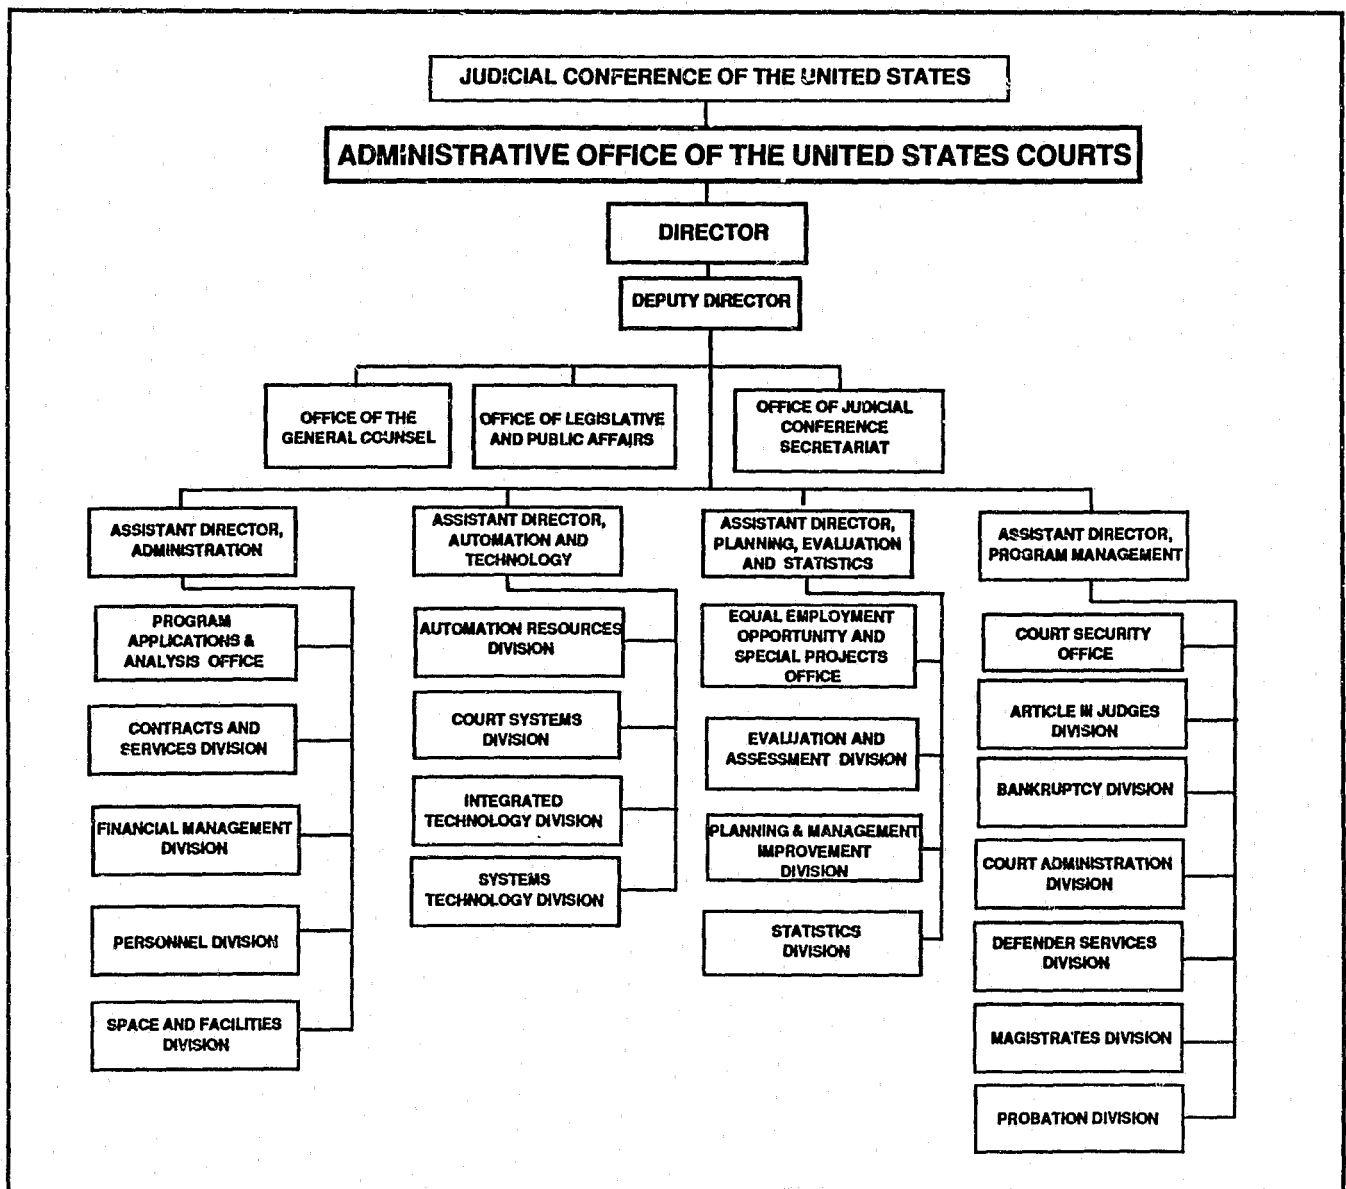 JUDICIAL CONFERENCE OF THE UNITED STATES
ADMINISTRATIVE OFFICE OF THE UNITED STATES COURTS
DIRECTOR
DEPUTY DIRECTOR
OFFICE OF THE
GENERAL COUNSEL
OFFICE OF LEGISLATIVE
AND PUBLIC AFFAIRS
OFFICE OF JUDICIAL
CONFERENCE
SECRETARIAT
ASSISTANT DIRECTOR,
ADMINISTRATION
PROGRAM
APPLICATIONS &
ANALYSIS OFFICE
CONTRACTS AND
SERVICES DIVISION
FINANCIAL MANAGEMENT
DIVISION
PERSONNEL DIVISION
SPACE AND FACILITIES
DIVISION
ASSISTANT DIRECTOR,
AUTOMATION AND
TECHNOLOGY
AUTOMATION RESOURCES
DIVISION
COURT SYSTEMS
DIVISION
INTEGRATED
TECHNOLOGY DIVISION
SYSTEMS
TECHNOLOGY DIVISION
ASSISTANT DIRECTOR,
PLANNING, EVALUATION
AND STATISTICS
EQUAL EMPLOYMENT
OPPORTUNITY AND
SPECIAL PROJECTS
OFFICE
EVALUATION AND
ASSESSMENT DIVISION
PLANNING & MANAGEMENT
IMPROVEMENT
DIVISION
STATISTICS
DIVISION
ASSISTANT DIRECTOR,
PROGRAM MANAGEMENT
COURT SECURITY
OFFICE
ARTICLE III JUDGES
DIVISION
BANKRUPTCY DIVISION
COURT ADMINISTRATION
DIVISION
DEFENDER SERVICES
DIVISION
MAGISTRATES DIVISION
PROBATION DIVISION